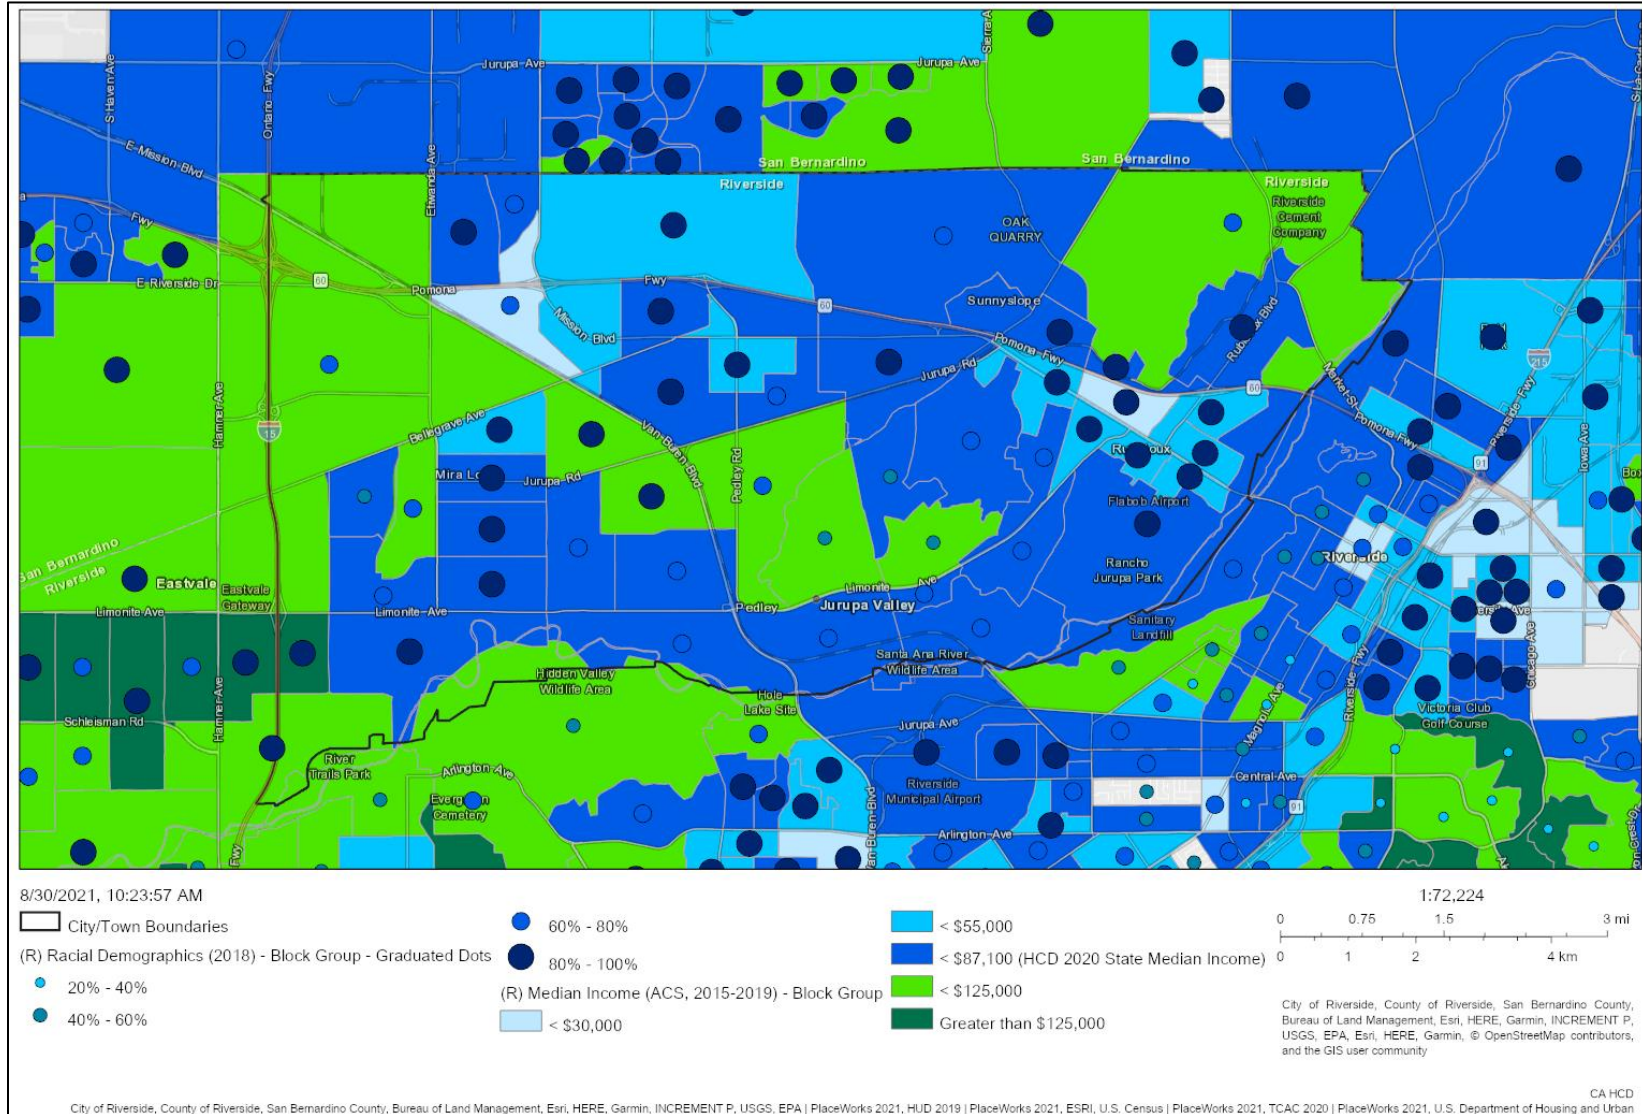 Jurupa Ave
Sierra A
Jurupa Ave
S Haven Ave
Ontario Fwy
E Mission Blvd
Etiwanda Ave
San Bernardino
San Bernardino
Riverside
Riverside
Riverside
Cement
Company
Fwy
OAK
QUARRY
E Riverside Dr
60
Pomona
Fwy
60
Sunnyslope
Mission Blvd
Pomona Fwy
Jurupa Rd
60
215
Market St
Pomona Fwy
Riverside Fwy
Iowa Ave
Hamner Ave
15
Bellegrave Ave
Van Buren Blvd
Pedley Rd
Jurupa Rd
91
Box
Flabob Airport
San Bernardino
Riverside
Eastvale
Eastvale
Gateway
Riverside
Rancho
Jurupa Park
Limonite Ave
Limonite Ave
Limonite Ave
Pedley
Jurupa Valley
Sanitary
Landfill
Santa Ana River
Wildlife Area
Hidden Valley
Wildlife Area
Hole
Lake Site
Chicago Ave
Riverside Fwy
Magnolia Ave
Victoria Club
Golf Course
Schleisman Rd
Hamner Ave
Jurupa Ave
River
Trails Park
Arlington Ave
Riverside
Municipal Airport
Central Ave
91
Cemetery
Arlington Ave
Fwy
8/30/2021, 10:23:57 AM
City/Town Boundaries
(R) Racial Demographics (2018) - Block Group - Graduated Dots
20% - 40%
40% - 60%
60% - 80%
80% - 100%
(R) Median Income (ACS, 2015-2019) - Block Group
< $30,000
< $55,000
< $87,100 (HCD 2020 State Median Income)
< $125,000
Greater than $125,000
1:72,224
0 0.75 1.5 3 mi
0 1 2 4 km
City of Riverside, County of Riverside, San Bernardino County,
Bureau of Land Management, Esri, HERE, Garmin, INCREMENT P,
USGS, EPA, Esri, HERE, Garmin, © OpenStreetMap contributors,
and the GIS user community
CA HCD
City of Riverside, County of Riverside, San Bernardino County, Bureau of Land Management, Esri, HERE, Garmin, INCREMENT P, USGS, EPA | PlaceWorks 2021, HUD 2019 | PlaceWorks 2021, ESRI, U.S. Census | PlaceWorks 2021, TCAC 2020 | PlaceWorks 2021, U.S. Department of Housing and Urban